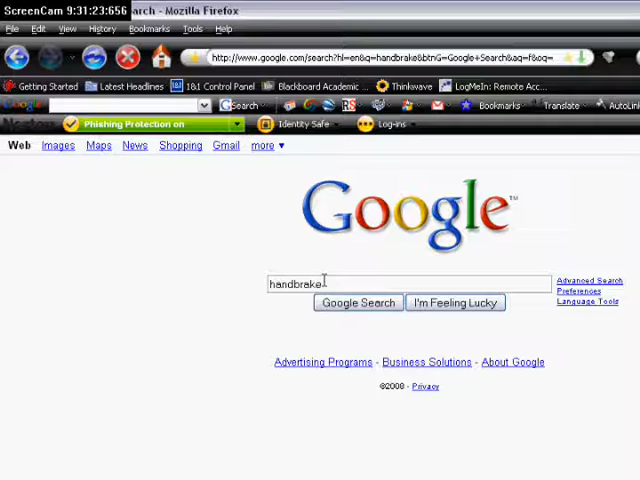 ScreenCam 9:31:23:656 arch - Mozilla Firefox
File Edit View History Bookmarks Tools Help
http://www.google.com/search?hl=en&q=handbrake&btnG=Google+Search&aq=f&oq=
Getting Started Latest Headlines 1&1 Control Panel Blackboard Academic ... Thinkwave LogMeIn: Remote Acc...
Google Search RS Bookmarks Translate AutoLink
Norton Phishing Protection on Identity Safe Log-ins
Web Images Maps News Shopping Gmail more ▼
Google™
handbrake
Advanced Search
Preferences
Language Tools
Google Search I'm Feeling Lucky
Advertising Programs - Business Solutions - About Google
©2008 - Privacy